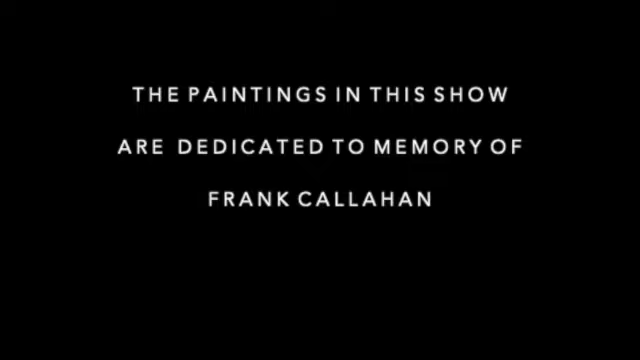 THE PAINTINGS IN THIS SHOW
ARE DEDICATED TO MEMORY OF
FRANK CALLAHAN